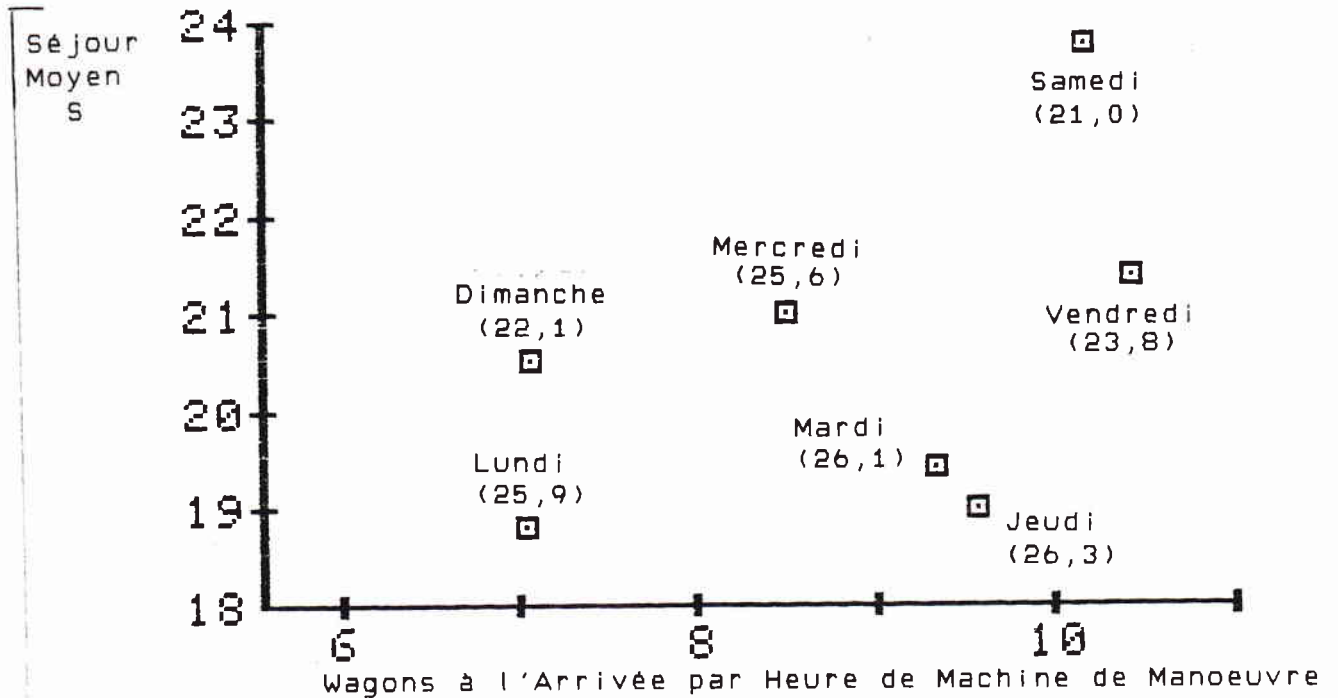 Séjour
Moyen
S
24
23
22
21
20
19
18
Samedi
(21,0)
Mercredi
(25,6)
Dimanche
(22,1)
Vendredi
(23,8)
Mardi
(26,1)
Lundi
(25,9)
Jeudi
(26,3)
6 8 10
Wagons à l'Arrivée par Heure de Machine de Manoeuvre